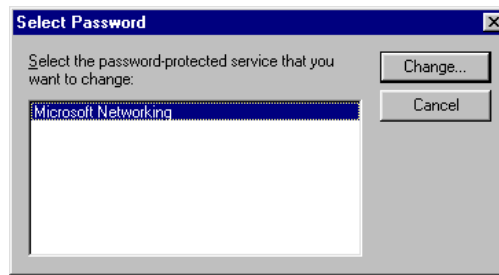 Select Password
Select the password-protected service that you
want to change:
Change...
Cancel
Microsoft Networking